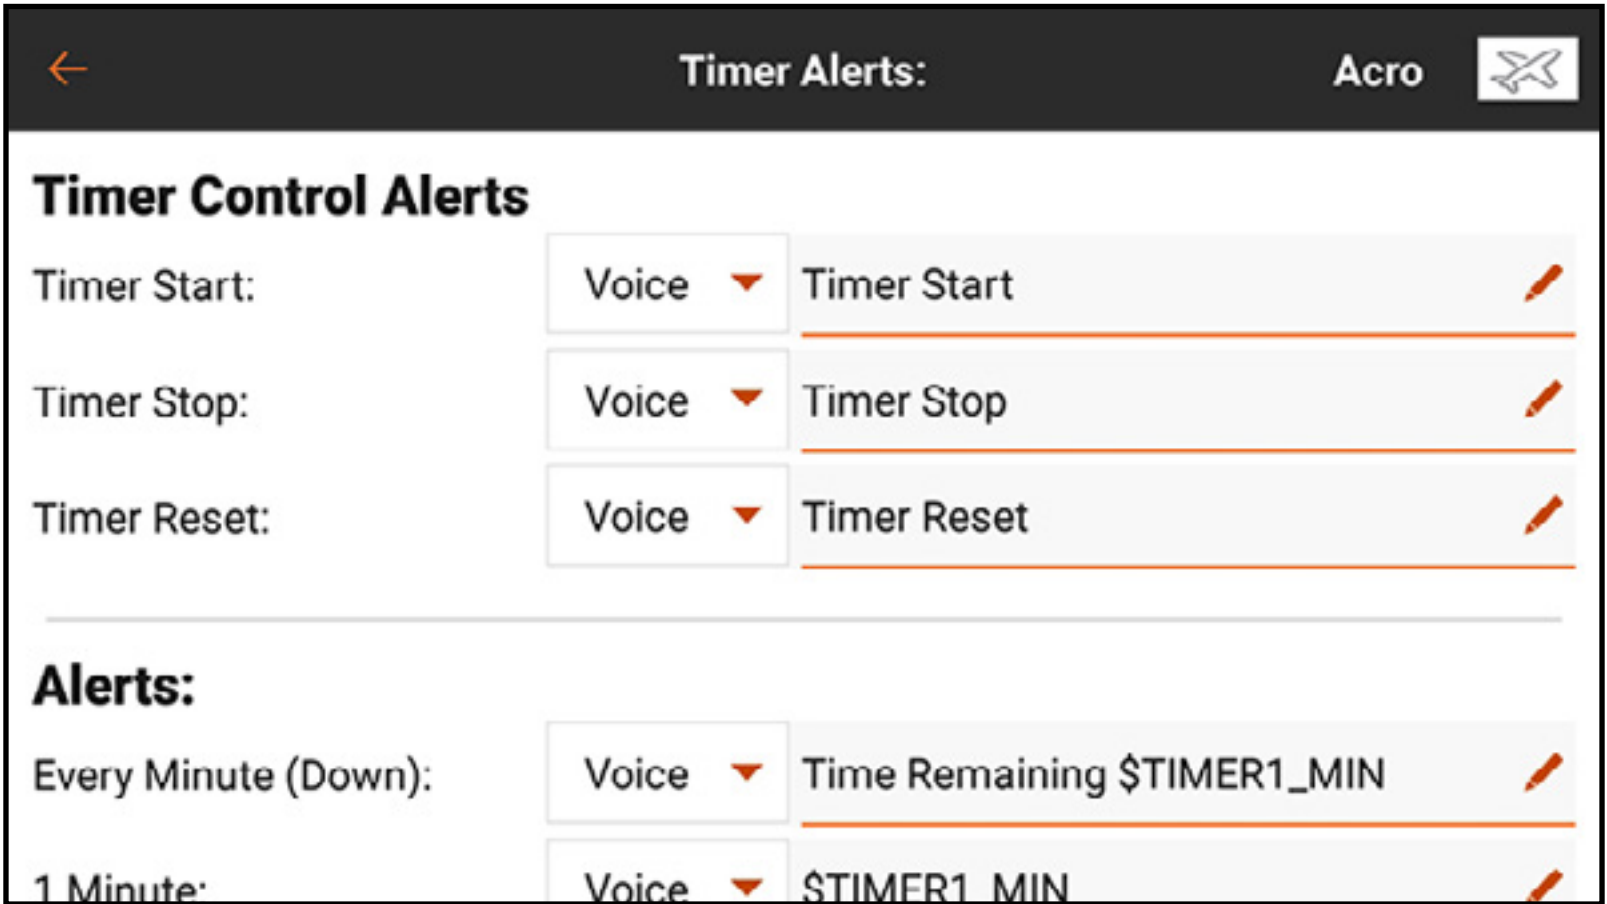 Timer Alerts: Acro
Timer Control Alerts
Timer Start: Voice Timer Start
Timer Stop: Voice Timer Stop
Timer Reset: Voice Timer Reset
Alerts:
Every Minute (Down): Voice Time Remaining $TIMER1_MIN
1 Minute: Voice $TIMER1_MIN